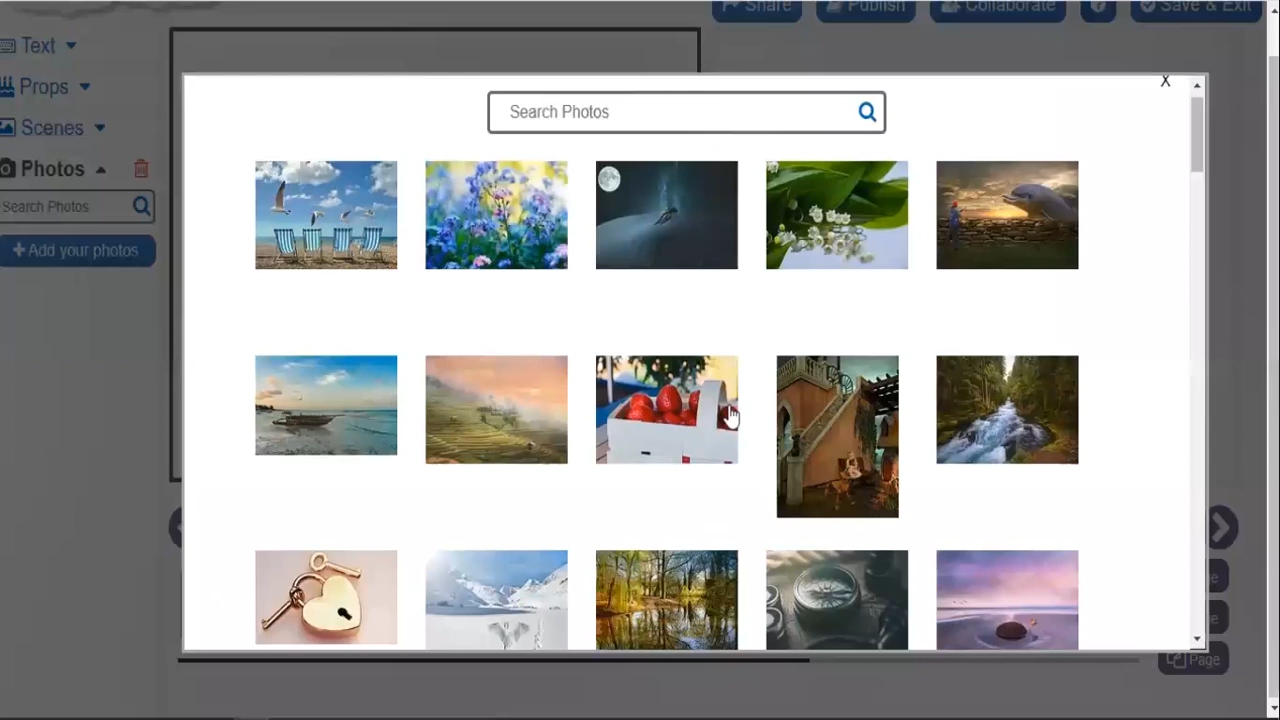 Share
Publish
Collaborate
?
Save & Exit
Text
Props
Scenes
Photos
Search Photos
+ Add your photos
X
Search Photos
e
e
Page